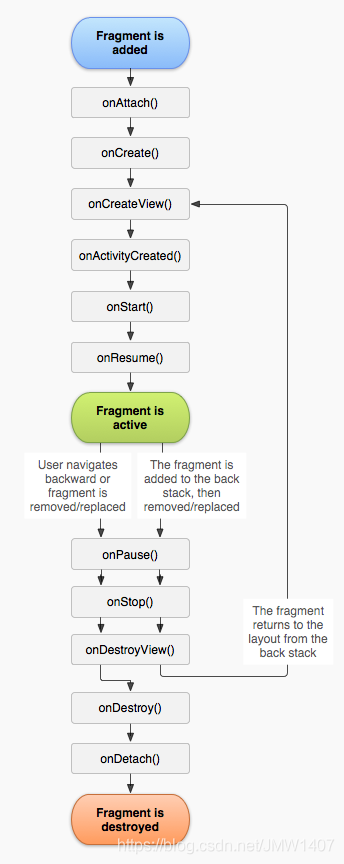 Fragment is
added
onAttach()
onCreate()
onCreateView()
onActivityCreated()
onStart()
onResume()
Fragment is
active
User navigates
backward or
fragment is
removed/replaced
The fragment is
added to the back
stack, then
removed/replaced
onPause()
onStop()
onDestroyView()
The fragment
returns to the
layout from the
back stack
onDestroy()
onDetach()
Fragment is
destroyed
https://blog.csdn.net/JMW1407